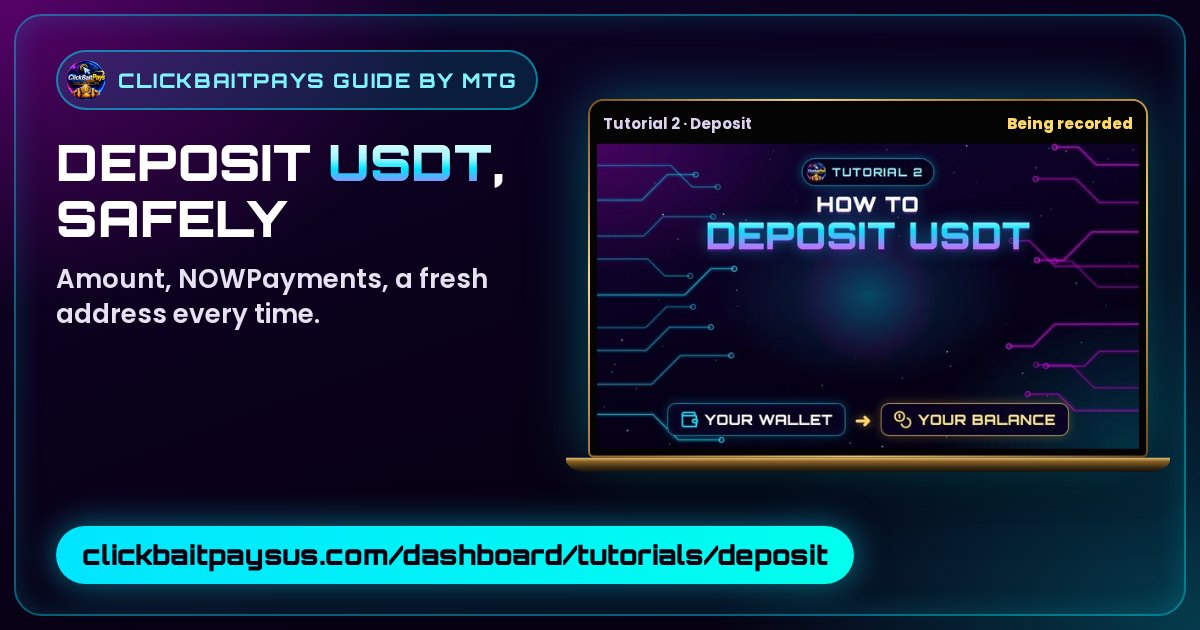 CLICKBAITPAYS GUIDE BY MTG
DEPOSIT USDT,
SAFELY
Amount, NOWPayments, a fresh
address every time.
Tutorial 2 · Deposit
Being recorded
TUTORIAL 2
HOW TO
DEPOSIT USDT
YOUR WALLET ➜ YOUR BALANCE
clickbaitpaysus.com/dashboard/tutorials/deposit